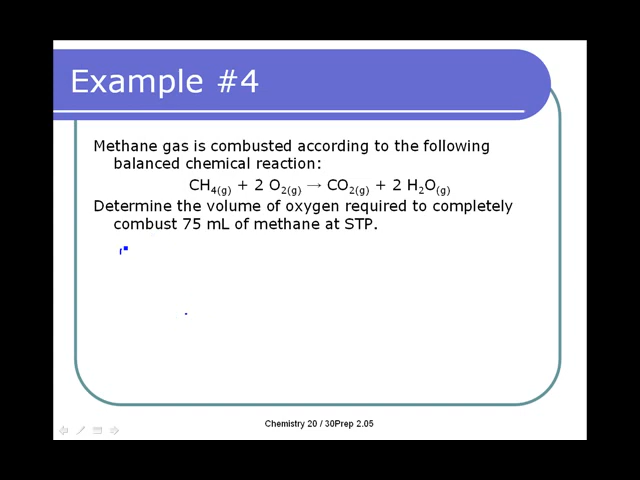 Example #4
Methane gas is combusted according to the following
balanced chemical reaction:
CH4(g) + 2 O2(g) → CO2(g) + 2 H2O(g)
Determine the volume of oxygen required to completely
combust 75 mL of methane at STP.
Chemistry 20 / 30Prep 2.05